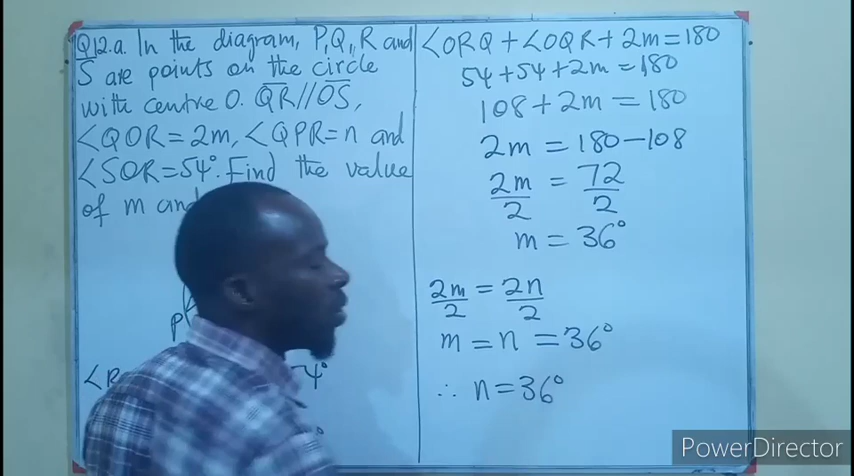 Q12.a In the diagram, P, Q, R and
S are points on the circle
with centre O. QR//OS,
<QOR = 2m, <QPR = n and
<SOR = 54°. Find the value
of m and
P
<R 54°
<ORQ + <OQR + 2m = 180
54 + 54 + 2m = 180
108 + 2m = 180
2m = 180 - 108
2m/2 = 72/2
m = 36°
2m/2 = 2n/2
m = n = 36°
∴ n = 36°
PowerDirector